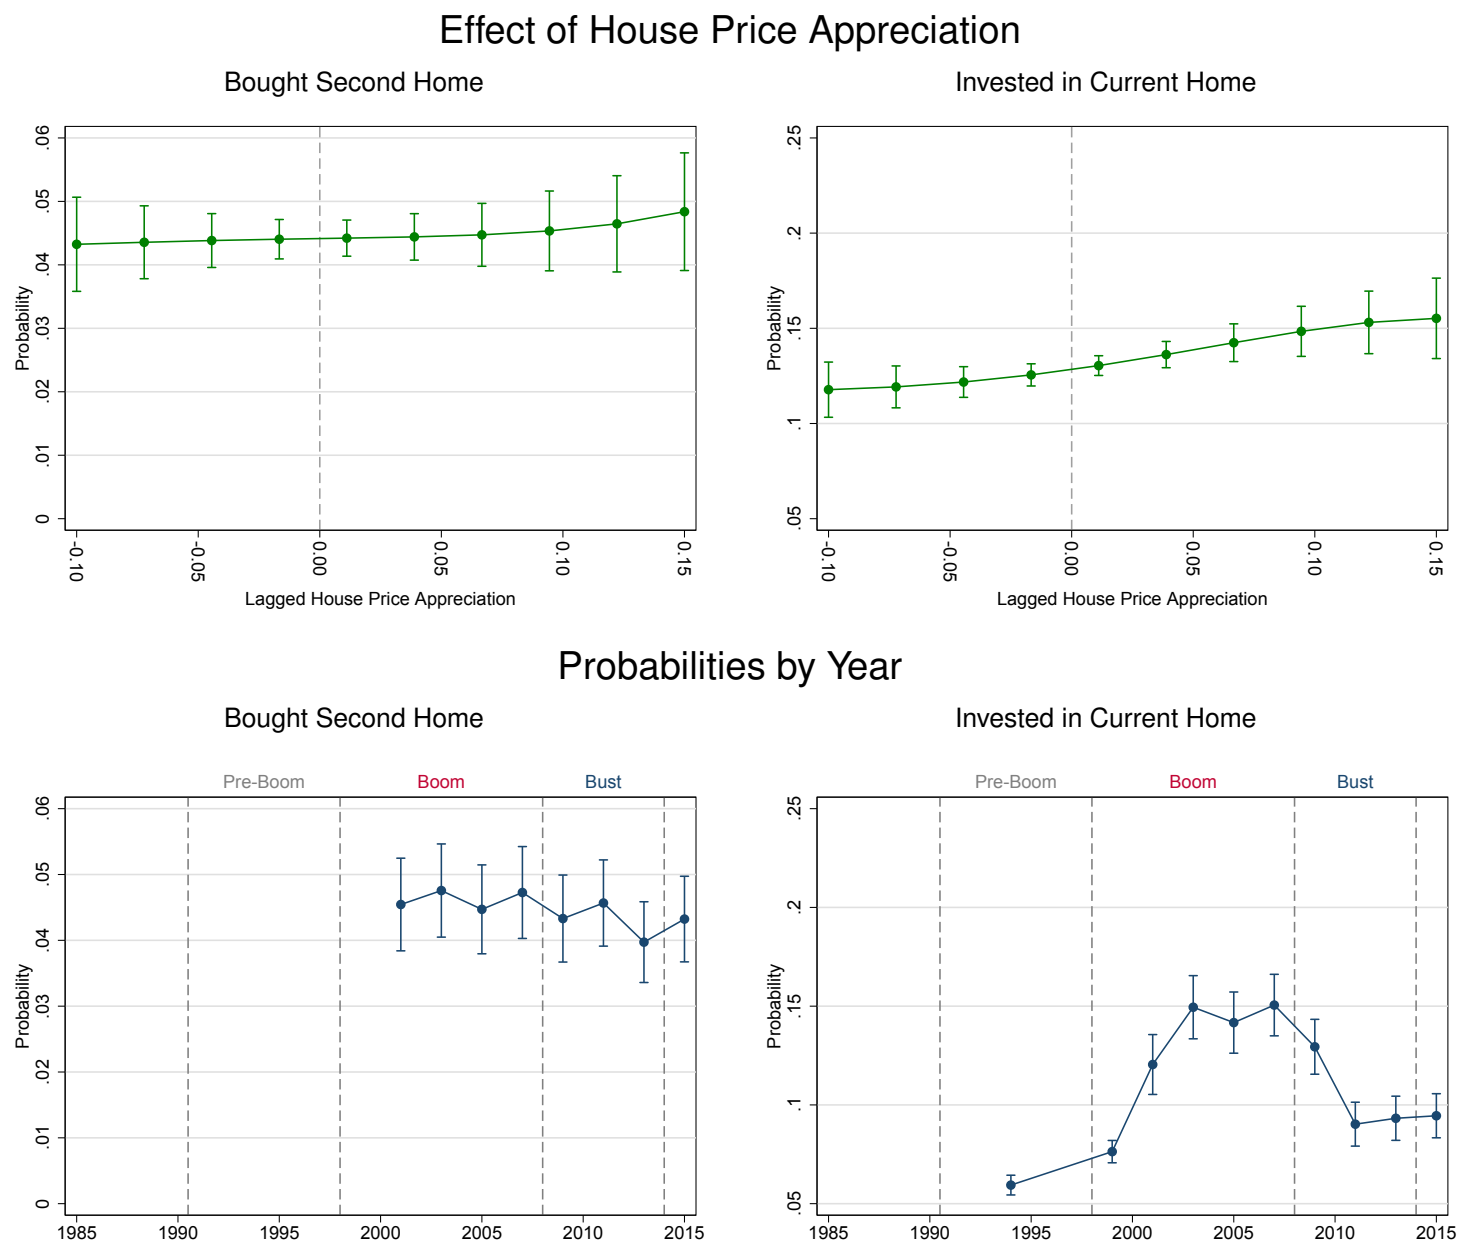 Effect of House Price Appreciation
Bought Second Home
Probability
.06
.05
.04
.03
.02
.01
0
-0.10
-0.05
0.00
0.05
0.10
0.15
Lagged House Price Appreciation
Invested in Current Home
Probability
.25
.2
.15
.1
.05
-0.10
-0.05
0.00
0.05
0.10
0.15
Lagged House Price Appreciation
Probabilities by Year
Bought Second Home
Pre-Boom
Boom
Bust
Probability
.06
.05
.04
.03
.02
.01
0
1985
1990
1995
2000
2005
2010
2015
Invested in Current Home
Pre-Boom
Boom
Bust
Probability
.25
.2
.15
.1
.05
1985
1990
1995
2000
2005
2010
2015